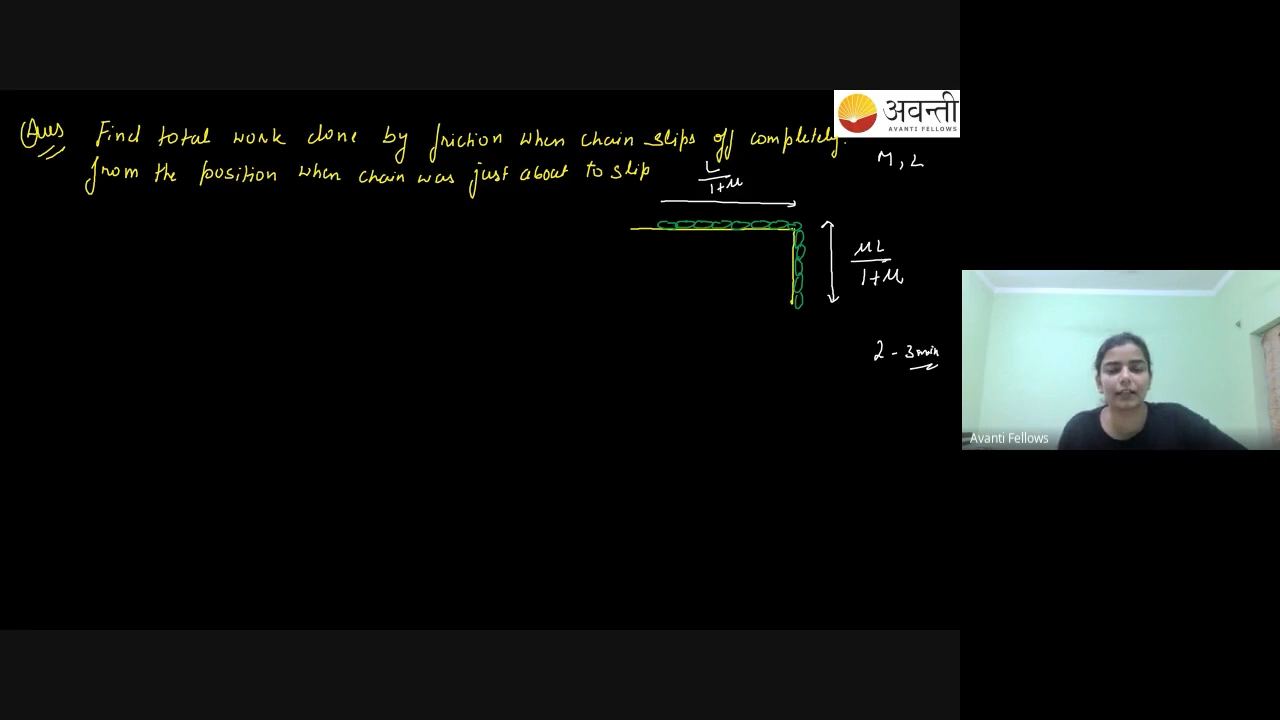 Ques Find total work done by friction when chain slips off completely.
from the position when chain was just about to slip
अवन्ती
AVANTI FELLOWS
M, L
L
1+μ
μL
1+μ
2 - 3 min
Avanti Fellows